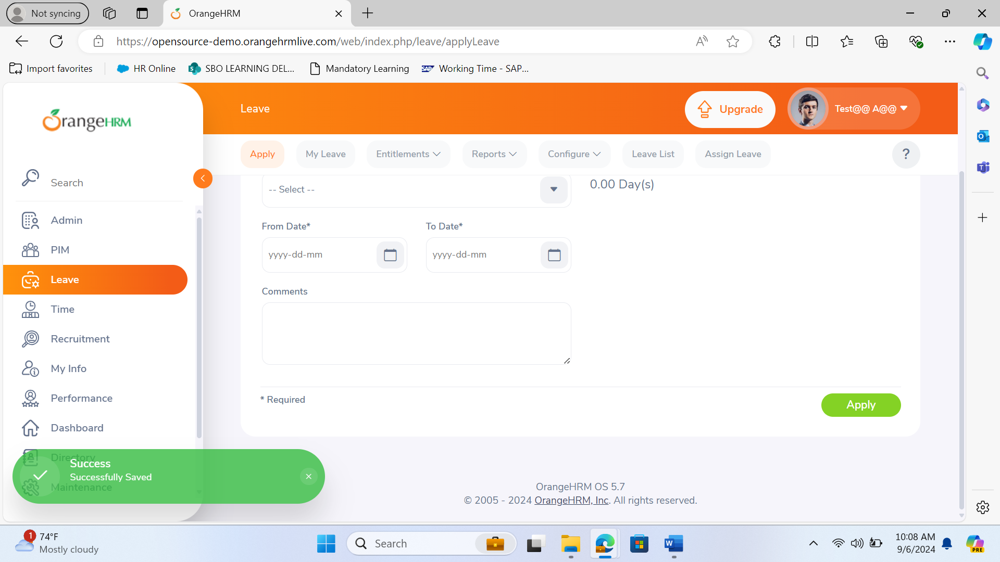 Not syncing
OrangeHRM
https://opensource-demo.orangehrmlive.com/web/index.php/leave/applyLeave
Import favorites
HR Online
SBO LEARNING DEL...
Mandatory Learning
Working Time - SAP...
OrangeHRM
Leave
Upgrade
Test@@ A@@
Apply
My Leave
Entitlements
Reports
Configure
Leave List
Assign Leave
?
Search
Admin
PIM
Leave
Time
Recruitment
My Info
Performance
Dashboard
Directory
Maintenance
-- Select --
0.00 Day(s)
From Date*
To Date*
yyyy-dd-mm
yyyy-dd-mm
Comments
* Required
Apply
Success
Successfully Saved
OrangeHRM OS 5.7
© 2005 - 2024 OrangeHRM, Inc. All rights reserved.
1
74°F
Mostly cloudy
Search
10:08 AM
9/6/2024
PRE